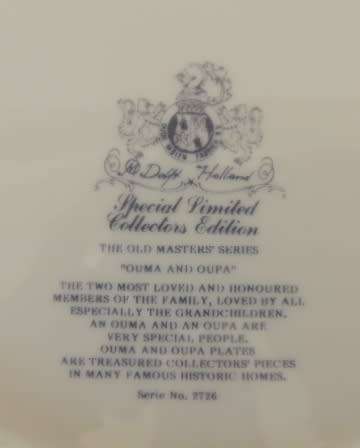 Delft Holland
Special Limited
Collectors Edition
THE OLD MASTERS' SERIES
"OUMA AND OUPA"
THE TWO MOST LOVED AND HONOURED
MEMBERS OF THE FAMILY, LOVED BY ALL
ESPECIALLY THE GRANDCHILDREN.
AN OUMA AND AN OUPA ARE
VERY SPECIAL PEOPLE.
OUMA AND OUPA PLATES
ARE TREASURED COLLECTORS' PIECES
IN MANY FAMOUS HISTORIC HOMES.
Serie No. 2726